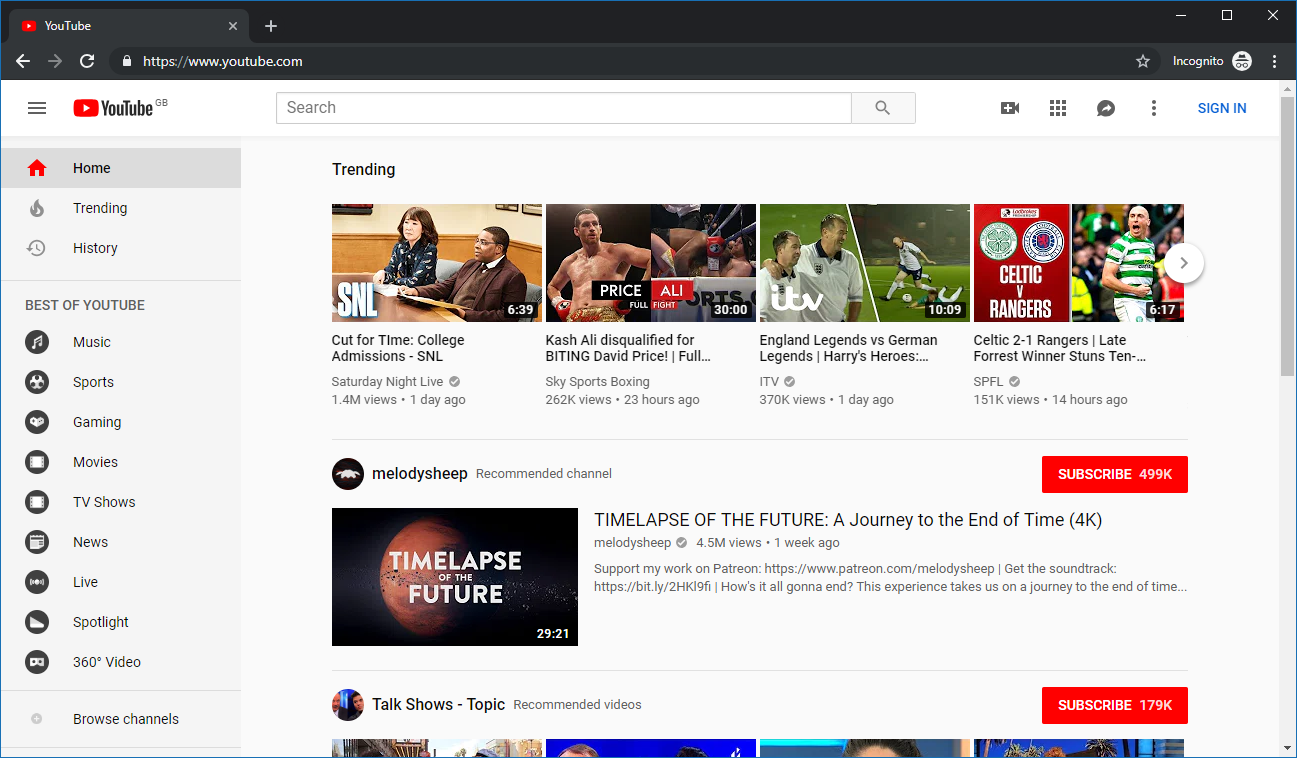 YouTube
https://www.youtube.com
Incognito
YouTube GB
Search
SIGN IN
Home
Trending
History
BEST OF YOUTUBE
Music
Sports
Gaming
Movies
TV Shows
News
Live
Spotlight
360° Video
Browse channels
Trending
SNL
6:39
Cut for TIme: College
Admissions - SNL
Saturday Night Live
1.4M views • 1 day ago
PRICE ALI
FULL FIGHT
30:00
Kash Ali disqualified for
BITING David Price! | Full...
Sky Sports Boxing
262K views • 23 hours ago
itv
10:09
England Legends vs German
Legends | Harry's Heroes:...
ITV
370K views • 1 day ago
Ladbrokes
PREMIERSHIP
CELTIC
V
RANGERS
6:17
Celtic 2-1 Rangers | Late
Forrest Winner Stuns Ten-...
SPFL
151K views • 14 hours ago
melodysheep Recommended channel
SUBSCRIBE 499K
TIMELAPSE
OF THE
FUTURE
29:21
TIMELAPSE OF THE FUTURE: A Journey to the End of Time (4K)
melodysheep 4.5M views • 1 week ago
Support my work on Patreon: https://www.patreon.com/melodysheep | Get the soundtrack:
https://bit.ly/2HKl9fi | How's it all gonna end? This experience takes us on a journey to the end of time...
Talk Shows - Topic Recommended videos
SUBSCRIBE 179K